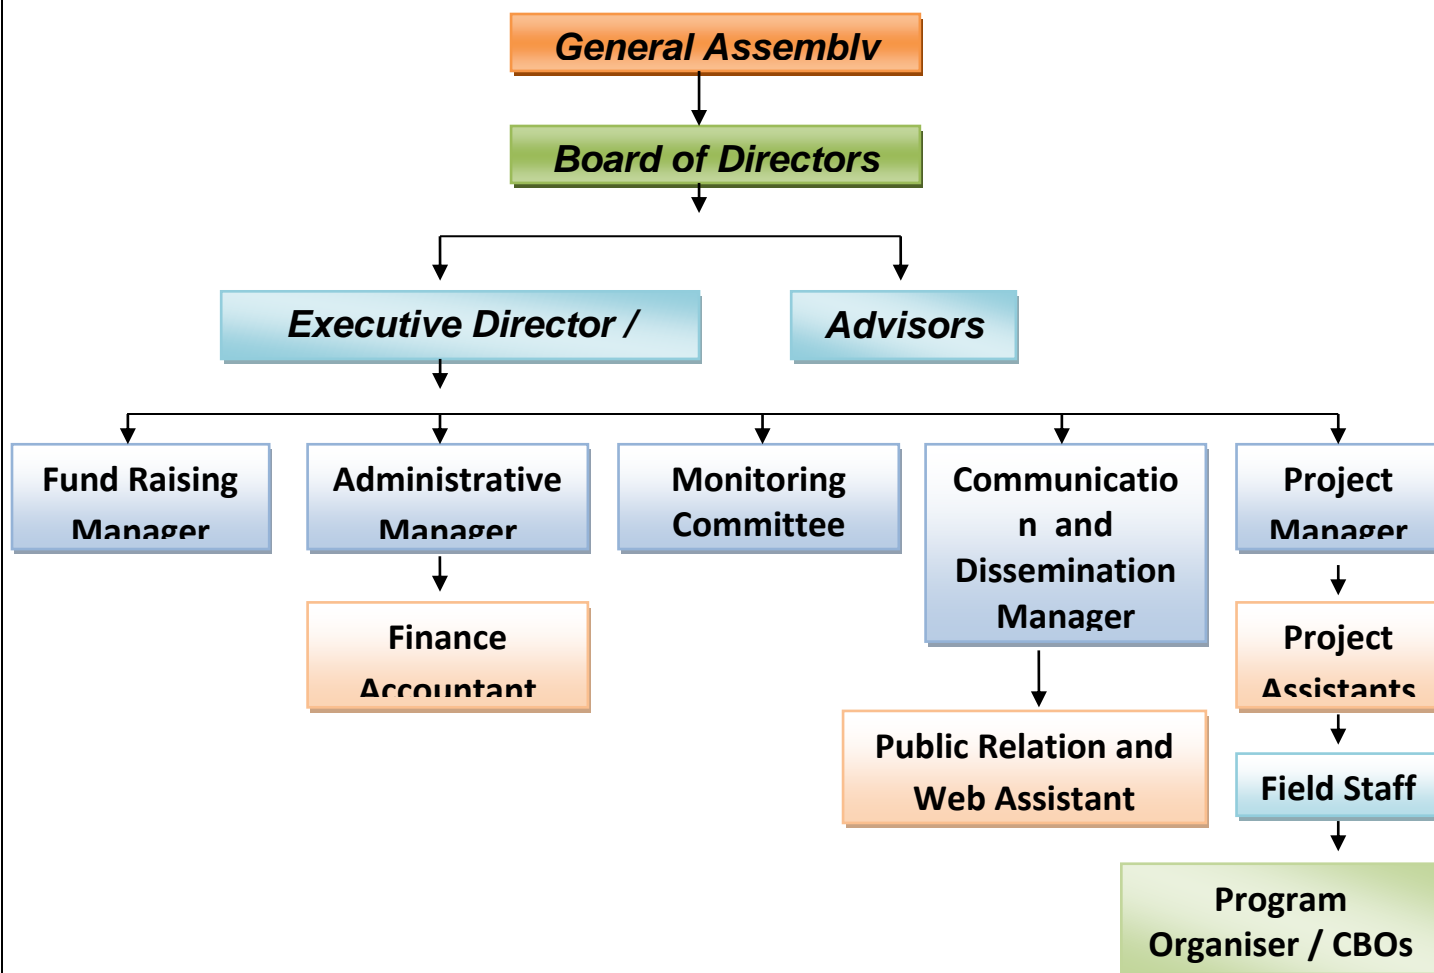 General Assembly
Board of Directors
Executive Director /
Advisors
Fund Raising
Manager
Administrative
Manager
Monitoring
Committee
Communicatio
n and
Dissemination
Manager
Project
Manager
Finance
Accountant
Project
Assistants
Public Relation and
Web Assistant
Field Staff
Program
Organiser / CBOs